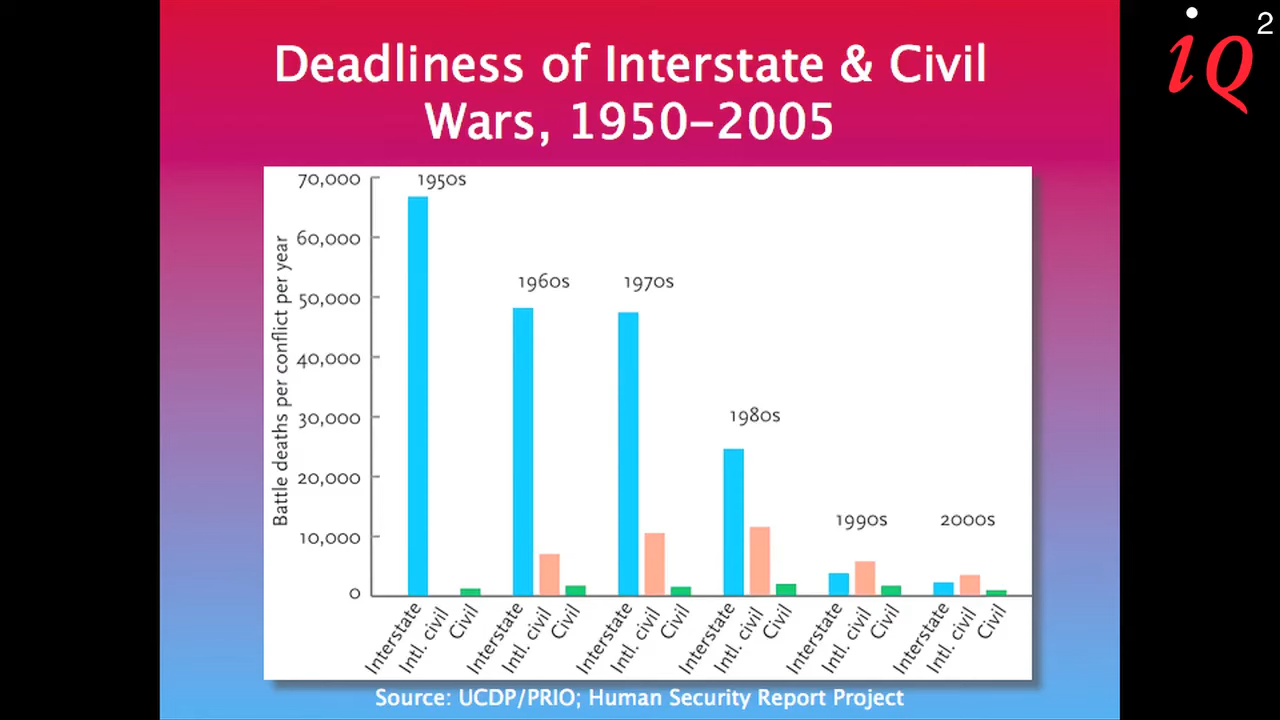 iQ2
Deadliness of Interstate & Civil
Wars, 1950–2005
Battle deaths per conflict per year
70,000
60,000
50,000
40,000
30,000
20,000
10,000
0
1950s
1960s
1970s
1980s
1990s
2000s
Interstate
Intl. civil
Civil
Interstate
Intl. civil
Civil
Interstate
Intl. civil
Civil
Interstate
Intl. civil
Civil
Interstate
Intl. civil
Civil
Interstate
Intl. civil
Civil
Source: UCDP/PRIO; Human Security Report Project